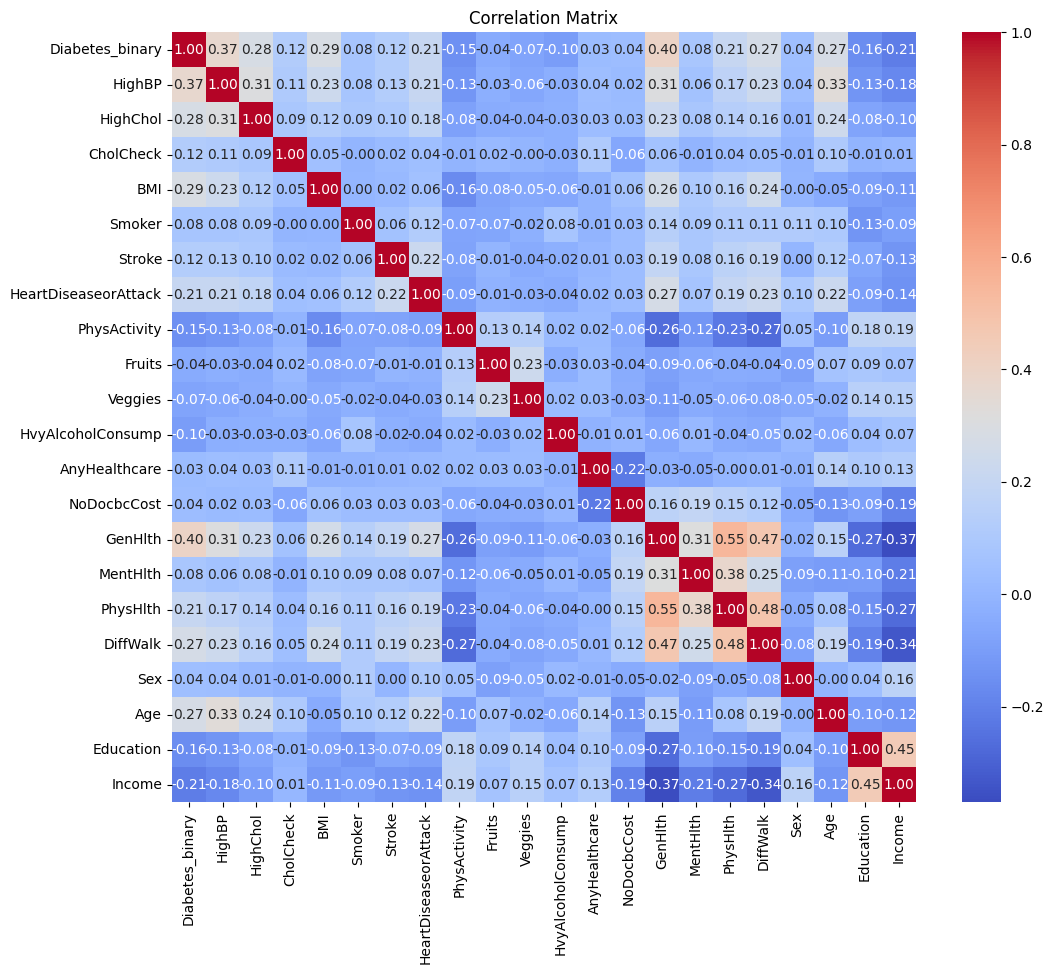 Correlation Matrix
Diabetes_binary 1.00 0.37 0.28 0.12 0.29 0.08 0.12 0.21 -0.15 -0.04 -0.07 -0.10 0.03 0.04 0.40 0.08 0.21 0.27 0.04 0.27 -0.16 -0.21
HighBP 0.37 1.00 0.31 0.11 0.23 0.08 0.13 0.21 -0.13 -0.03 -0.06 -0.03 0.04 0.02 0.31 0.06 0.17 0.23 0.04 0.33 -0.13 -0.18
HighChol 0.28 0.31 1.00 0.09 0.12 0.09 0.10 0.18 -0.08 -0.04 -0.04 -0.03 0.03 0.03 0.23 0.08 0.14 0.16 0.01 0.24 -0.08 -0.10
CholCheck 0.12 0.11 0.09 1.00 0.05 -0.00 0.02 0.04 -0.01 0.02 -0.00 -0.03 0.11 -0.06 0.06 -0.01 0.04 0.05 -0.01 0.10 -0.01 0.01
BMI 0.29 0.23 0.12 0.05 1.00 0.00 0.02 0.06 -0.16 -0.08 -0.05 -0.06 -0.01 0.06 0.26 0.10 0.16 0.24 -0.00 -0.05 -0.09 -0.11
Smoker 0.08 0.08 0.09 -0.00 0.00 1.00 0.06 0.12 -0.07 -0.07 -0.02 0.08 -0.01 0.03 0.14 0.09 0.11 0.11 0.11 0.10 -0.13 -0.09
Stroke 0.12 0.13 0.10 0.02 0.02 0.06 1.00 0.22 -0.08 -0.01 -0.04 -0.02 0.01 0.03 0.19 0.08 0.16 0.19 0.00 0.12 -0.07 -0.13
HeartDiseaseorAttack 0.21 0.21 0.18 0.04 0.06 0.12 0.22 1.00 -0.09 -0.01 -0.03 -0.04 0.02 0.03 0.27 0.07 0.19 0.23 0.10 0.22 -0.09 -0.14
PhysActivity -0.15 -0.13 -0.08 -0.01 -0.16 -0.07 -0.08 -0.09 1.00 0.13 0.14 0.02 0.02 -0.06 -0.26 -0.12 -0.23 -0.27 0.05 -0.10 0.18 0.19
Fruits -0.04 -0.03 -0.04 0.02 -0.08 -0.07 -0.01 -0.01 0.13 1.00 0.23 -0.03 0.03 -0.04 -0.09 -0.06 -0.04 -0.04 -0.09 0.07 0.09 0.07
Veggies -0.07 -0.06 -0.04 -0.00 -0.05 -0.02 -0.04 -0.03 0.14 0.23 1.00 0.02 0.03 -0.03 -0.11 -0.05 -0.06 -0.08 -0.05 -0.02 0.14 0.15
HvyAlcoholConsump -0.10 -0.03 -0.03 -0.03 -0.06 0.08 -0.02 -0.04 0.02 -0.03 0.02 1.00 -0.01 0.01 -0.06 0.01 -0.04 -0.05 0.02 -0.06 0.04 0.07
AnyHealthcare 0.03 0.04 0.03 0.11 -0.01 -0.01 0.01 0.02 0.02 0.03 0.03 -0.01 1.00 -0.22 -0.03 -0.05 -0.00 0.01 -0.01 0.14 0.10 0.13
NoDocbcCost 0.04 0.02 0.03 -0.06 0.06 0.03 0.03 0.03 -0.06 -0.04 -0.03 0.01 -0.22 1.00 0.16 0.19 0.15 0.12 -0.05 -0.13 -0.09 -0.19
GenHlth 0.40 0.31 0.23 0.06 0.26 0.14 0.19 0.27 -0.26 -0.09 -0.11 -0.06 -0.03 0.16 1.00 0.31 0.55 0.47 -0.02 0.15 -0.27 -0.37
MentHlth 0.08 0.06 0.08 -0.01 0.10 0.09 0.08 0.07 -0.12 -0.06 -0.05 0.01 -0.05 0.19 0.31 1.00 0.38 0.25 -0.09 -0.11 -0.10 -0.21
PhysHlth 0.21 0.17 0.14 0.04 0.16 0.11 0.16 0.19 -0.23 -0.04 -0.06 -0.04 -0.00 0.15 0.55 0.38 1.00 0.48 -0.05 0.08 -0.15 -0.27
DiffWalk 0.27 0.23 0.16 0.05 0.24 0.11 0.19 0.23 -0.27 -0.04 -0.08 -0.05 0.01 0.12 0.47 0.25 0.48 1.00 -0.08 0.19 -0.19 -0.34
Sex 0.04 0.04 0.01 -0.01 -0.00 0.11 0.00 0.10 0.05 -0.09 -0.05 0.02 -0.01 -0.05 -0.02 -0.09 -0.05 -0.08 1.00 -0.00 0.04 0.16
Age 0.27 0.33 0.24 0.10 -0.05 0.10 0.12 0.22 -0.10 0.07 -0.02 -0.06 0.14 -0.13 0.15 -0.11 0.08 0.19 -0.00 1.00 -0.10 -0.12
Education -0.16 -0.13 -0.08 -0.01 -0.09 -0.13 -0.07 -0.09 0.18 0.09 0.14 0.04 0.10 -0.09 -0.27 -0.10 -0.15 -0.19 0.04 -0.10 1.00 0.45
Income -0.21 -0.18 -0.10 0.01 -0.11 -0.09 -0.13 -0.14 0.19 0.07 0.15 0.07 0.13 -0.19 -0.37 -0.21 -0.27 -0.34 0.16 -0.12 0.45 1.00
Diabetes_binary
HighBP
HighChol
CholCheck
BMI
Smoker
Stroke
HeartDiseaseorAttack
PhysActivity
Fruits
Veggies
HvyAlcoholConsump
AnyHealthcare
NoDocbcCost
GenHlth
MentHlth
PhysHlth
DiffWalk
Sex
Age
Education
Income
1.0
0.8
0.6
0.4
0.2
0.0
−0.2